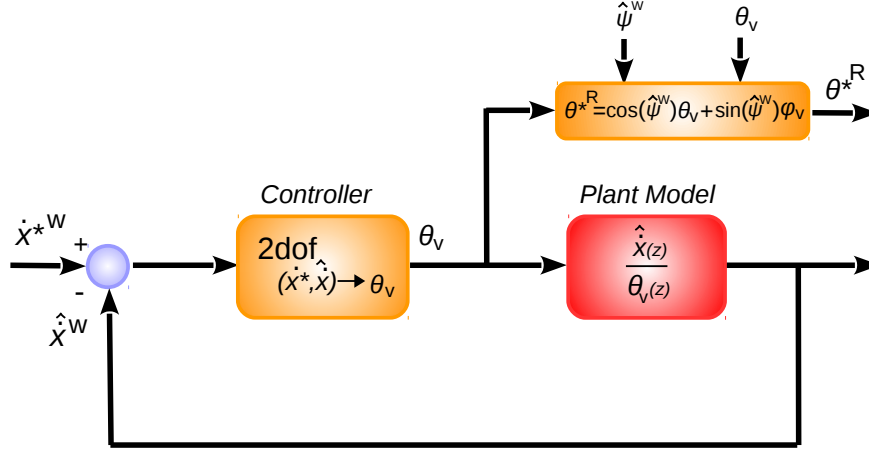 ψ̂ᵂ θᵥ
θ*ᴿ=cos(ψ̂ᵂ)θᵥ+sin(ψ̂ᵂ)φᵥ
θ*ᴿ
Controller
Plant Model
ẋ*ᵂ
+
-
2dof
(ẋ*,ẋ̂)→θᵥ
θᵥ
ẋ̂(z)
θᵥ(z)
ẋ̂ᵂ